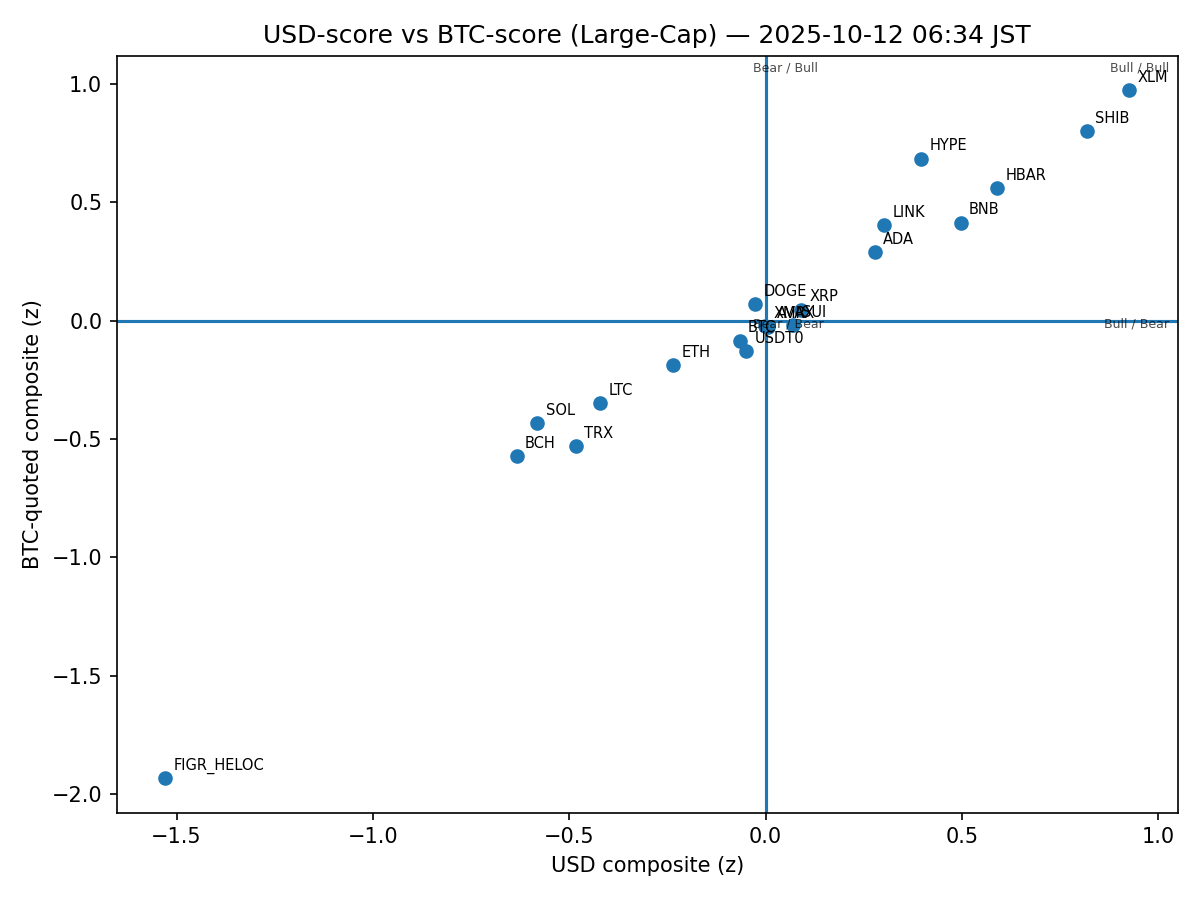 USD-score vs BTC-score (Large-Cap) — 2025-10-12 06:34 JST
Bear / Bull
Bull / Bull
XLM
SHIB
HYPE
HBAR
LINK
BNB
ADA
DOGE
XRP
SUI
Bull / Bear
USDT0
ETH
LTC
SOL
TRX
BCH
FIGR_HELOC
1.0
0.5
0.0
−0.5
−1.0
−1.5
−2.0
BTC-quoted composite (z)
−1.5
−1.0
−0.5
0.0
0.5
1.0
USD composite (z)